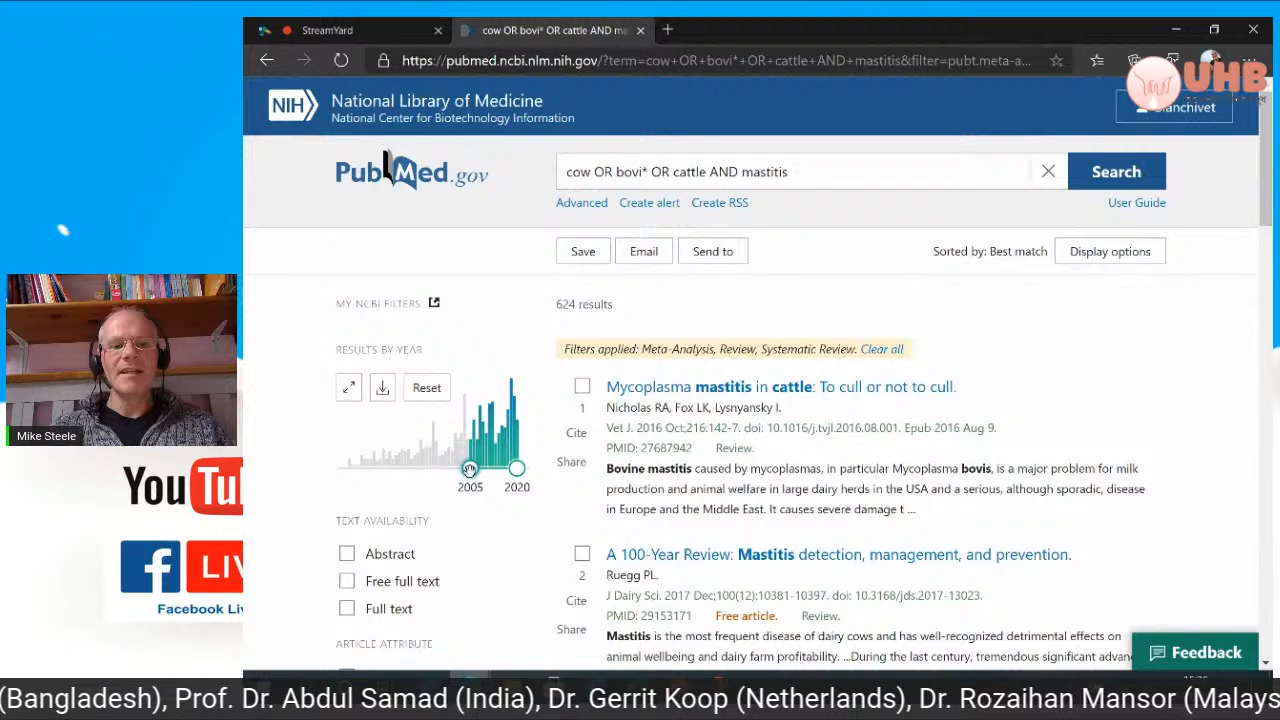 StreamYard
cow OR bovi* OR cattle AND ma
https://pubmed.ncbi.nlm.nih.gov/?term=cow+OR+bovi*+OR+cattle+AND+mastitis&filter=pubt.meta-a...
UHB
NIH
National Library of Medicine
National Center for Biotechnology Information
PubMed.gov
cow OR bovi* OR cattle AND mastitis
Search
Advanced Create alert Create RSS
User Guide
Save Email Send to
Sorted by: Best match Display options
MY NCBI FILTERS
624 results
RESULTS BY YEAR
Filters applied: Meta-Analysis, Review, Systematic Review. Clear all
Reset
2005 2020
Mycoplasma mastitis in cattle: To cull or not to cull.
1
Nicholas RA, Fox LK, Lysnyansky I.
Cite
Vet J. 2016 Oct;216:142-7. doi: 10.1016/j.tvjl.2016.08.001. Epub 2016 Aug 9.
PMID: 27687942 Review.
Share
Bovine mastitis caused by mycoplasmas, in particular Mycoplasma bovis, is a major problem for milk
production and animal welfare in large dairy herds in the USA and a serious, although sporadic, disease
in Europe and the Middle East. It causes severe damage t ...
TEXT AVAILABILITY
Abstract
Free full text
Full text
ARTICLE ATTRIBUTE
A 100-Year Review: Mastitis detection, management, and prevention.
2
Ruegg PL.
Cite
J Dairy Sci. 2017 Dec;100(12):10381-10397. doi: 10.3168/jds.2017-13023.
PMID: 29153171 Free article. Review.
Share
Mastitis is the most frequent disease of dairy cows and has well-recognized detrimental effects on
animal wellbeing and dairy farm profitability. ...During the last century, tremendous significant advan
Feedback
Mike Steele
You Tu
LIV
Facebook Liv
(Bangladesh), Prof. Dr. Abdul Samad (India), Dr. Gerrit Koop (Netherlands), Dr. Rozaihan Mansor (Malays